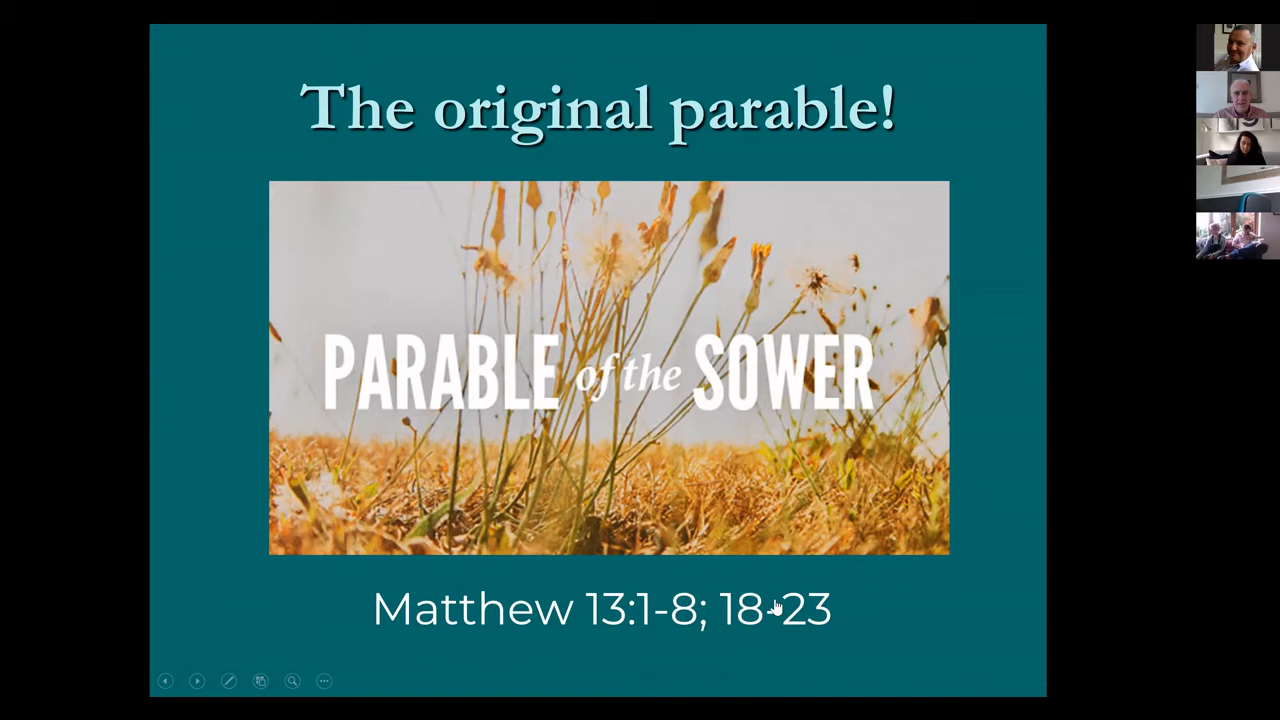 The original parable!
PARABLE of the SOWER
Matthew 13:1-8; 18-23